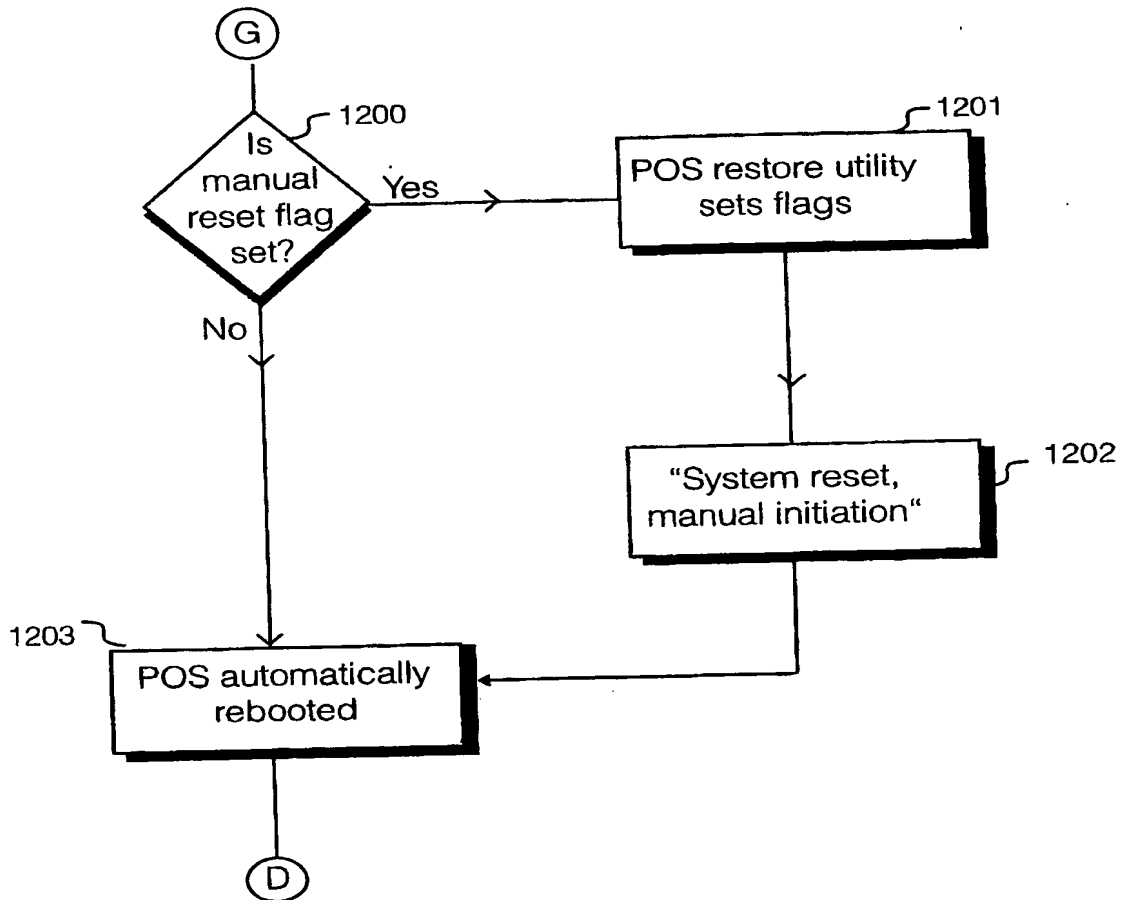 G
1200
Is
manual
reset flag
set?
Yes
No
1201
POS restore utility
sets flags
1202
“System reset,
manual initiation“
1203
POS automatically
rebooted
D